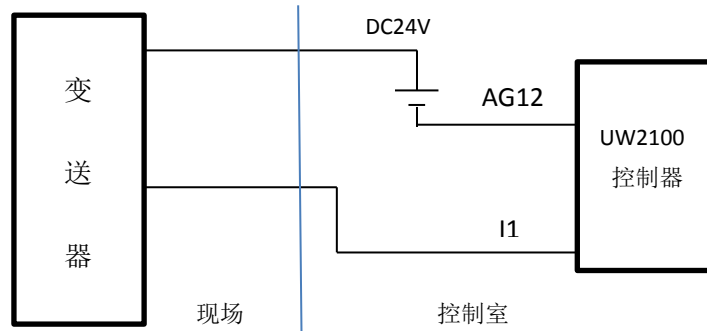 变
送
器
DC24V
AG12
UW2100
控制器
I1
现场
控制室